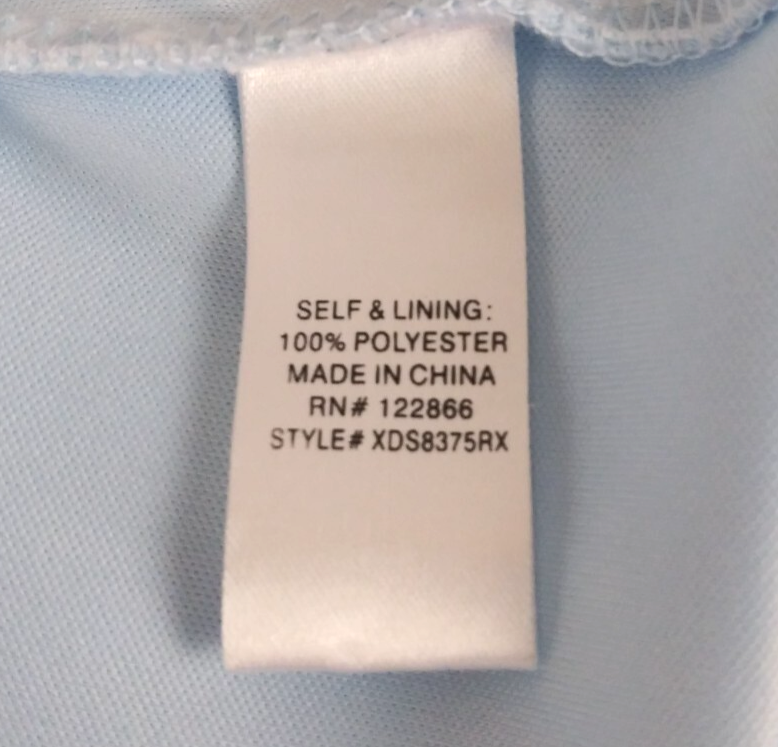 SELF & LINING:
100% POLYESTER
MADE IN CHINA
RN# 122866
STYLE# XDS8375RX